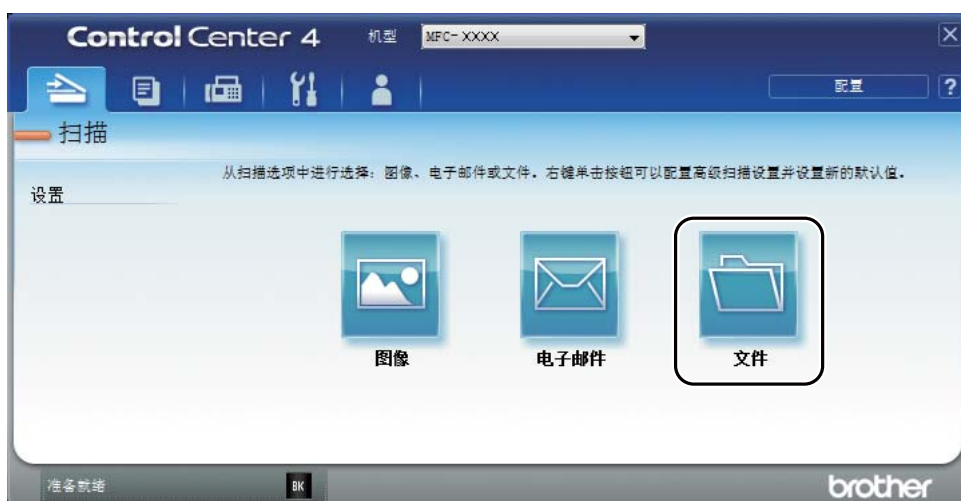 Control Center 4 机型 MFC- XXXX
配置 ?
扫描
从扫描选项中进行选择：图像、电子邮件或文件。右键单击按钮可以配置高级扫描设置并设置新的默认值。
设置
图像 电子邮件 文件
准备就绪 BK brother